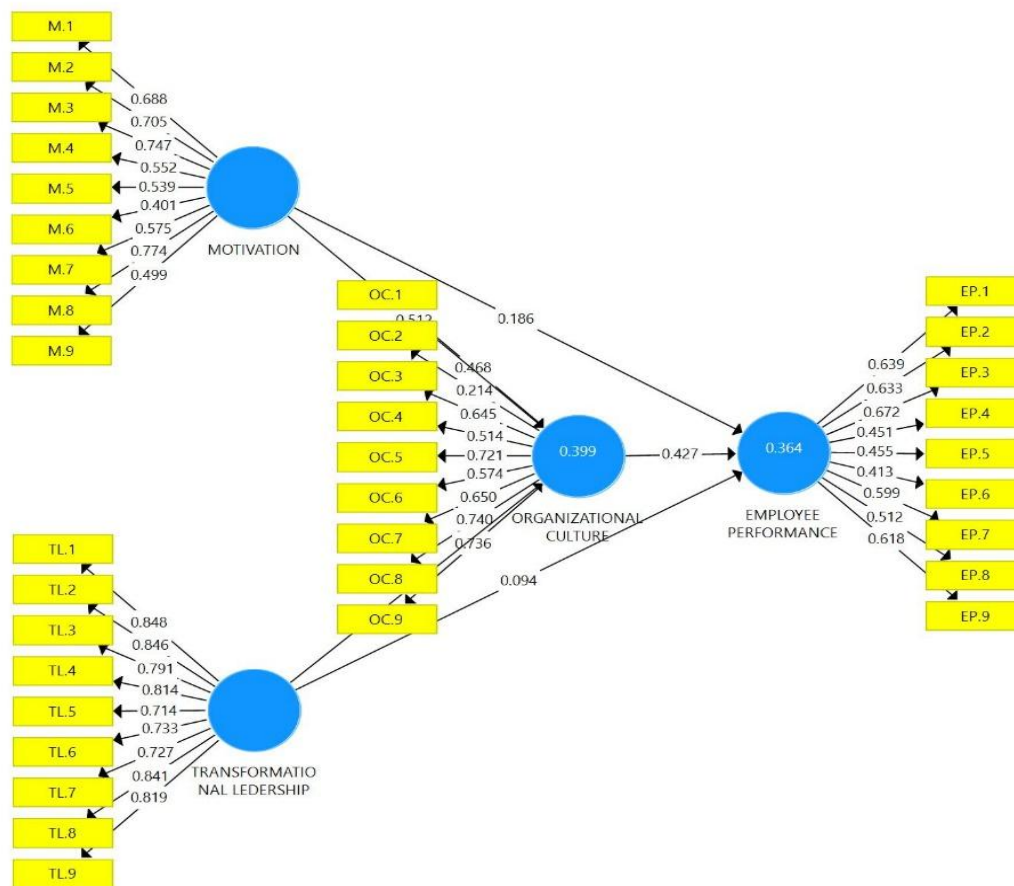 M.1
M.2
M.3
M.4
M.5
M.6
M.7
M.8
M.9
0.688
0.705
0.747
0.552
0.539
0.401
0.575
0.774
0.499
MOTIVATION
OC.1
OC.2
OC.3
OC.4
OC.5
OC.6
OC.7
OC.8
OC.9
0.512
0.468
0.214
0.645
0.514
0.721
0.574
0.650
0.740
0.736
0.186
0.399
ORGANIZATIONAL
CULTURE
0.427
0.364
EMPLOYEE
PERFORMANCE
0.094
EP.1
EP.2
EP.3
EP.4
EP.5
EP.6
EP.7
EP.8
EP.9
0.639
0.633
0.672
0.451
0.455
0.413
0.599
0.512
0.618
TL.1
TL.2
TL.3
TL.4
TL.5
TL.6
TL.7
TL.8
TL.9
0.848
0.846
0.791
0.814
0.714
0.733
0.727
0.841
0.819
TRANSFORMATIO
NAL LEDERSHIP